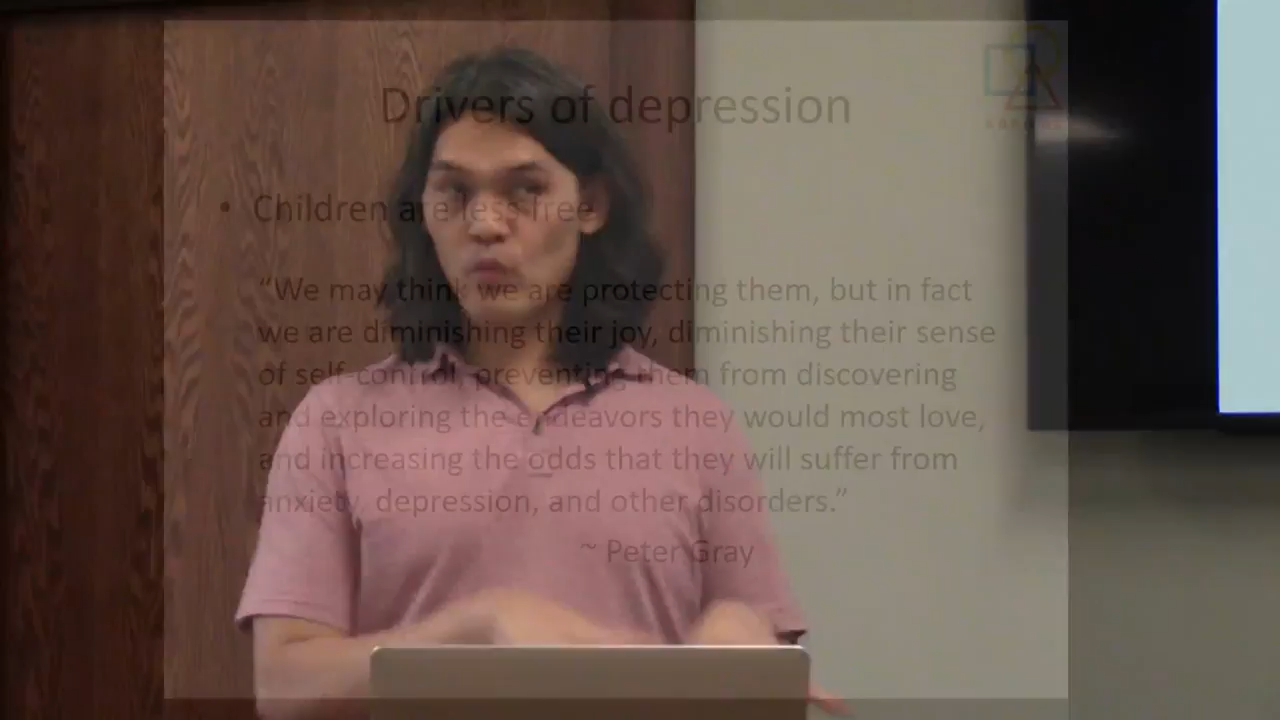 Drivers of depression
• Children are less free
“We may think we are protecting them, but in fact
we are diminishing their joy, diminishing their sense
of self-control, preventing them from discovering
and exploring the endeavors they would most love,
and increasing the odds that they will suffer from
anxiety, depression, and other disorders.”
~ Peter Gray